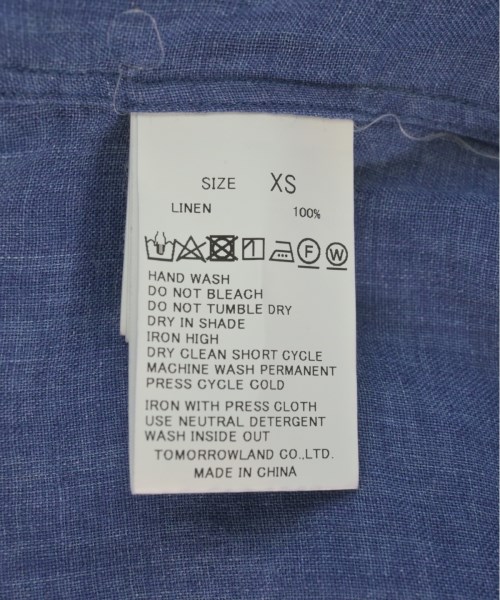 SIZE XS
LINEN 100%
F W
HAND WASH
DO NOT BLEACH
DO NOT TUMBLE DRY
DRY IN SHADE
IRON HIGH
DRY CLEAN SHORT CYCLE
MACHINE WASH PERMANENT
PRESS CYCLE COLD
IRON WITH PRESS CLOTH
USE NEUTRAL DETERGENT
WASH INSIDE OUT
TOMORROWLAND CO.,LTD.
MADE IN CHINA